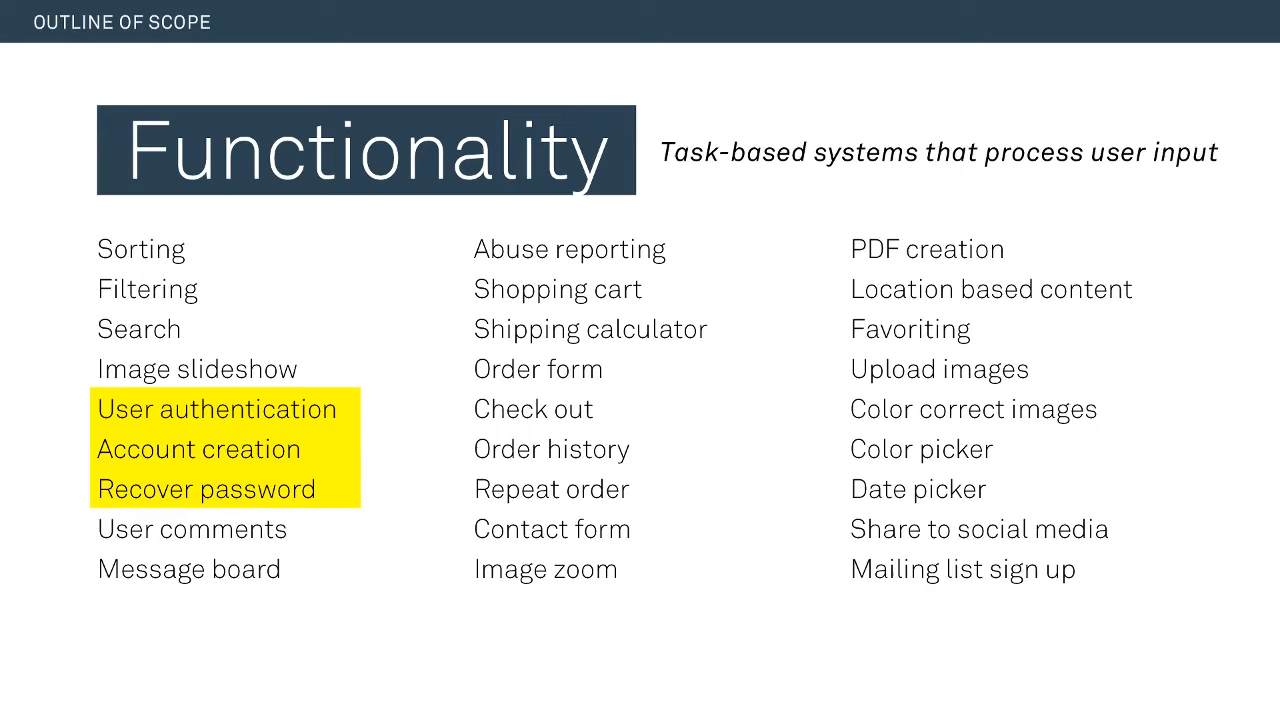 OUTLINE OF SCOPE
Functionality
Task-based systems that process user input
Sorting
Filtering
Search
Image slideshow
User authentication
Account creation
Recover password
User comments
Message board
Abuse reporting
Shopping cart
Shipping calculator
Order form
Check out
Order history
Repeat order
Contact form
Image zoom
PDF creation
Location based content
Favoriting
Upload images
Color correct images
Color picker
Date picker
Share to social media
Mailing list sign up